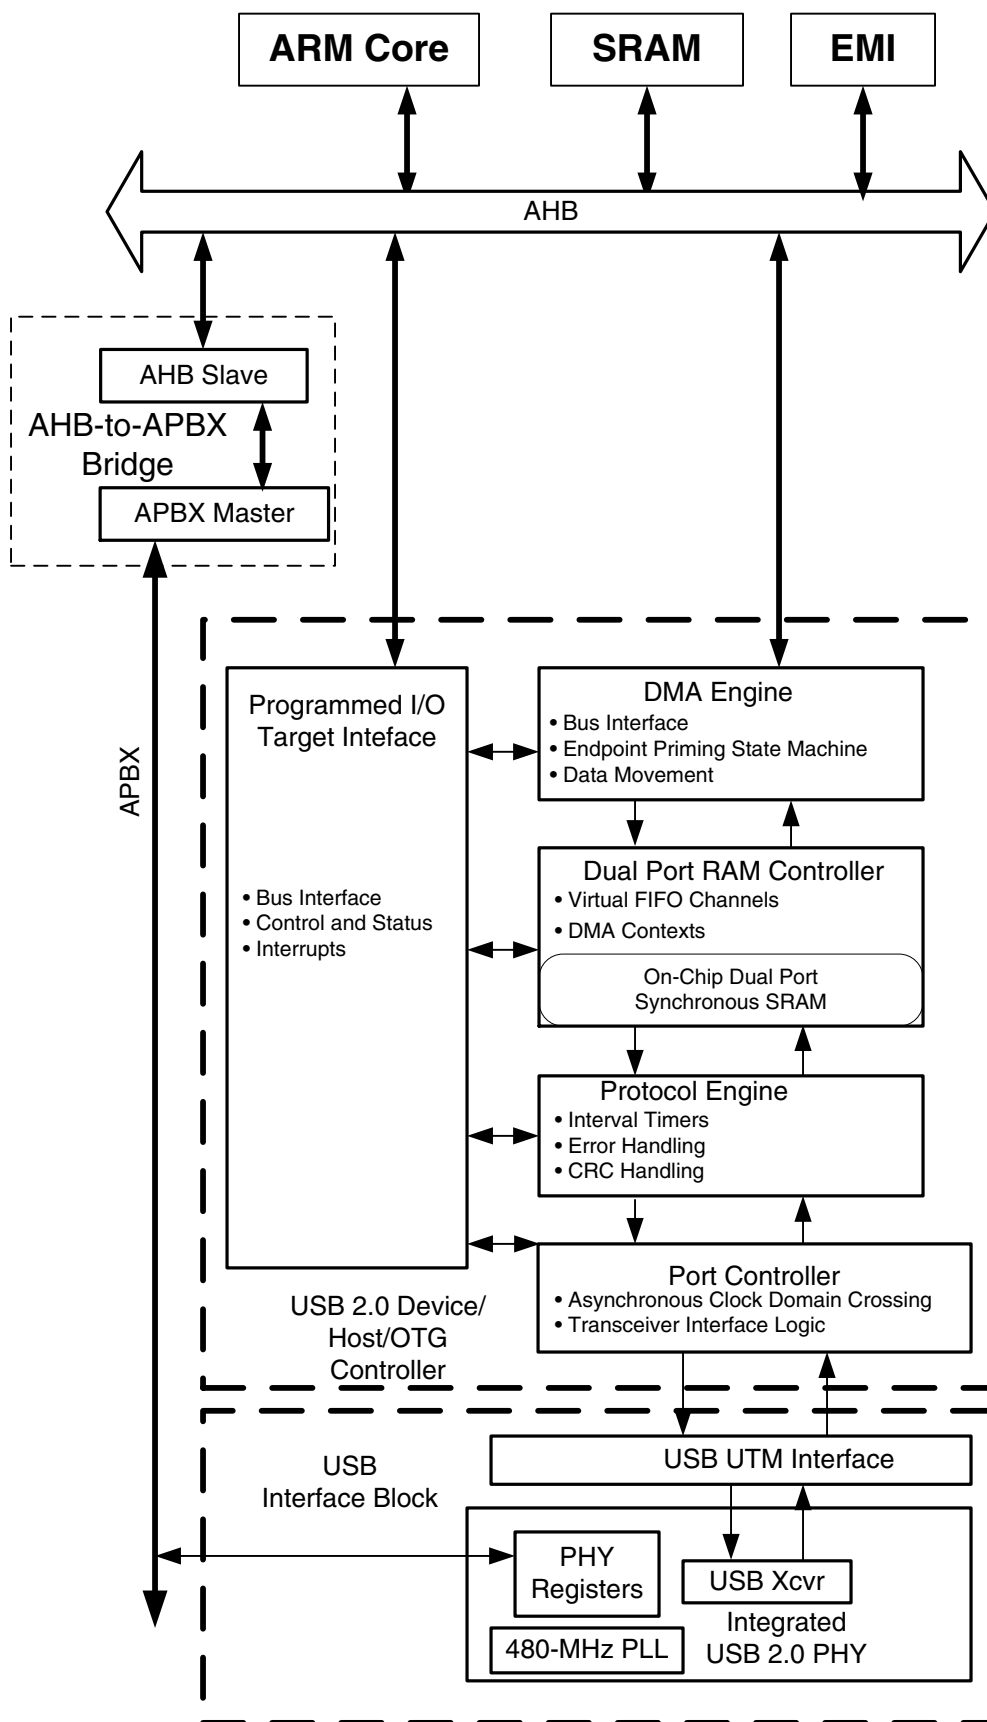 ARM Core
SRAM
EMI
AHB
AHB Slave
AHB-to-APBX
Bridge
APBX Master
APBX
Programmed I/O
Target Inteface
• Bus Interface
• Control and Status
• Interrupts
DMA Engine
• Bus Interface
• Endpoint Priming State Machine
• Data Movement
Dual Port RAM Controller
• Virtual FIFO Channels
• DMA Contexts
On-Chip Dual Port
Synchronous SRAM
Protocol Engine
• Interval Timers
• Error Handling
• CRC Handling
Port Controller
• Asynchronous Clock Domain Crossing
• Transceiver Interface Logic
USB 2.0 Device/
Host/OTG
Controller
USB UTM Interface
USB
Interface Block
PHY
Registers
USB Xcvr
480-MHz PLL
Integrated
USB 2.0 PHY